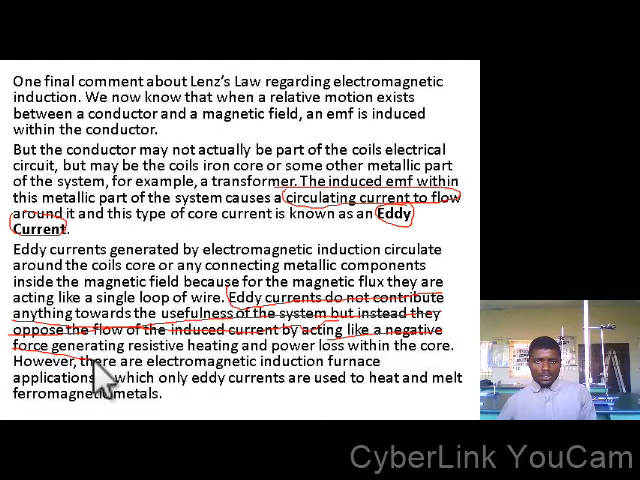 One final comment about Lenz's Law regarding electromagnetic
induction. We now know that when a relative motion exists
between a conductor and a magnetic field, an emf is induced
within the conductor.
But the conductor may not actually be part of the coils electrical
circuit, but may be the coils iron core or some other metallic part
of the system, for example, a transformer. The induced emf within
this metallic part of the system causes a circulating current to flow
around it and this type of core current is known as an Eddy
Current.
Eddy currents generated by electromagnetic induction circulate
around the coils core or any connecting metallic components
inside the magnetic field because for the magnetic flux they are
acting like a single loop of wire. Eddy currents do not contribute
anything towards the usefulness of the system but instead they
oppose the flow of the induced current by acting like a negative
force generating resistive heating and power loss within the core.
However, there are electromagnetic induction furnace
applications which only eddy currents are used to heat and melt
ferromagnetic metals.
CyberLink YouCam